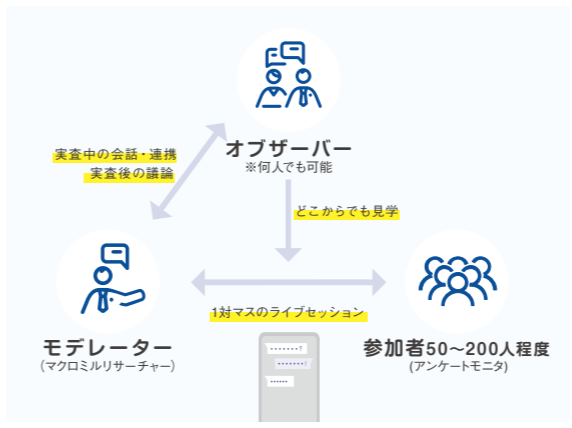 オブザーバー
※何人でも可能
実査中の会話・連携
実査後の議論
どこからでも見学
1対マスのライブセッション
モデレーター
（マクロミルリサーチャー）
参加者50〜200人程度
(アンケートモニタ)